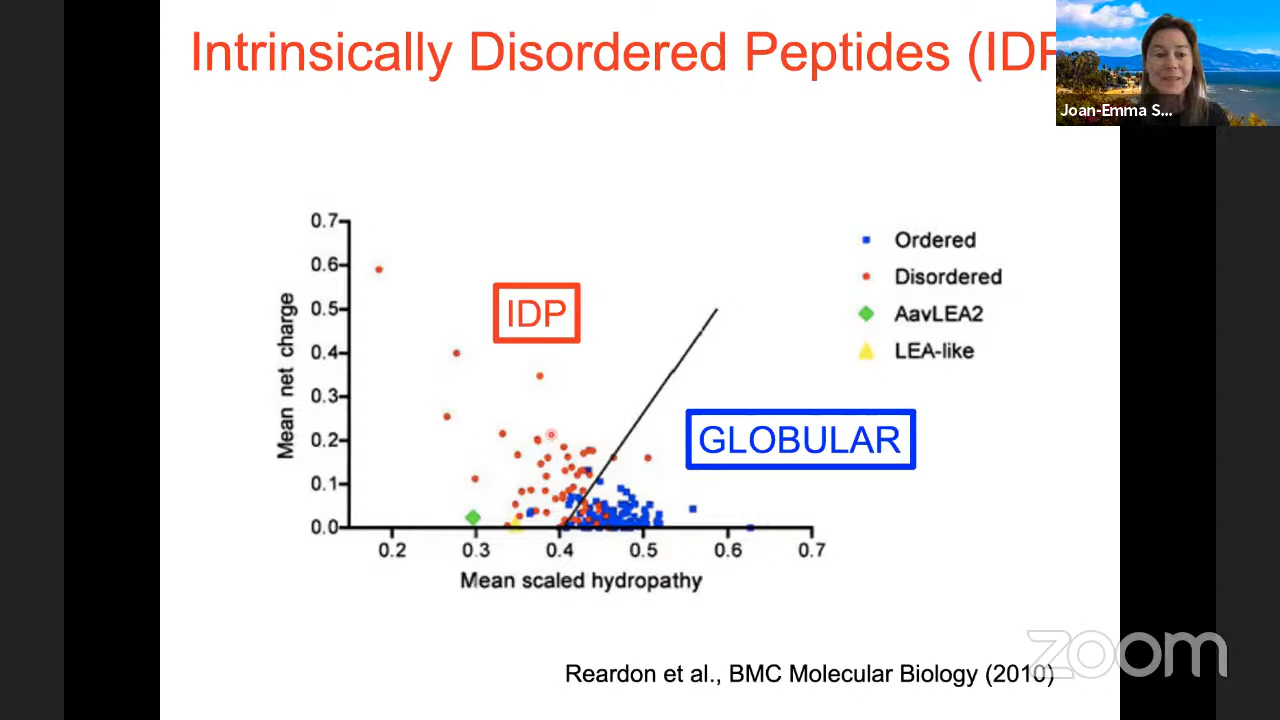 Intrinsically Disordered Peptides (IDP
Joan-Emma S...
0.7
0.6
0.5
0.4
0.3
0.2
0.1
0.0
Mean net charge
IDP
GLOBULAR
Ordered
Disordered
AavLEA2
LEA-like
0.2 0.3 0.4 0.5 0.6 0.7
Mean scaled hydropathy
Reardon et al., BMC Molecular Biology (2010)
zoom